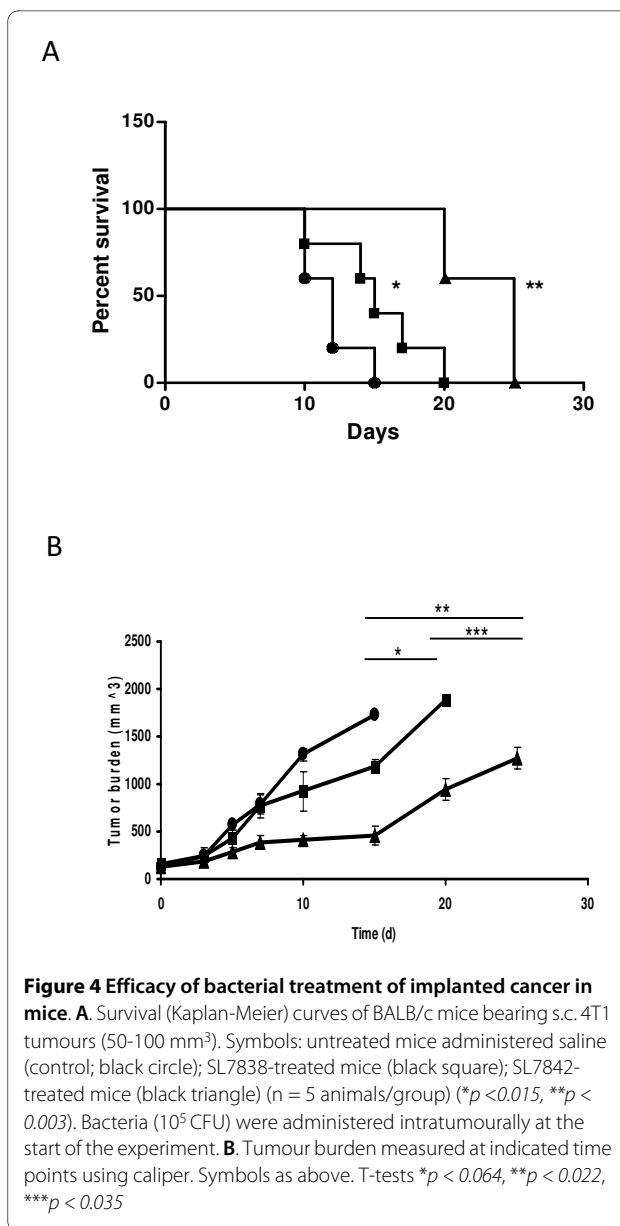 A
150
100
50
0
Percent survival
*
**
0
10
20
30
Days
B
**
***
*
2500
2000
1500
1000
500
0
Tumor burden (mm ^3)
0
10
20
30
Time (d)
Figure 4 Efficacy of bacterial treatment of implanted cancer in
mice. A. Survival (Kaplan-Meier) curves of BALB/c mice bearing s.c. 4T1
tumours (50-100 mm³). Symbols: untreated mice administered saline
(control; black circle); SL7838-treated mice (black square); SL7842-
treated mice (black triangle) (n = 5 animals/group) (*p <0.015, **p <
0.003). Bacteria (10⁵ CFU) were administered intratumourally at the
start of the experiment. B. Tumour burden measured at indicated time
points using caliper. Symbols as above. T-tests *p < 0.064, **p < 0.022,
***p < 0.035